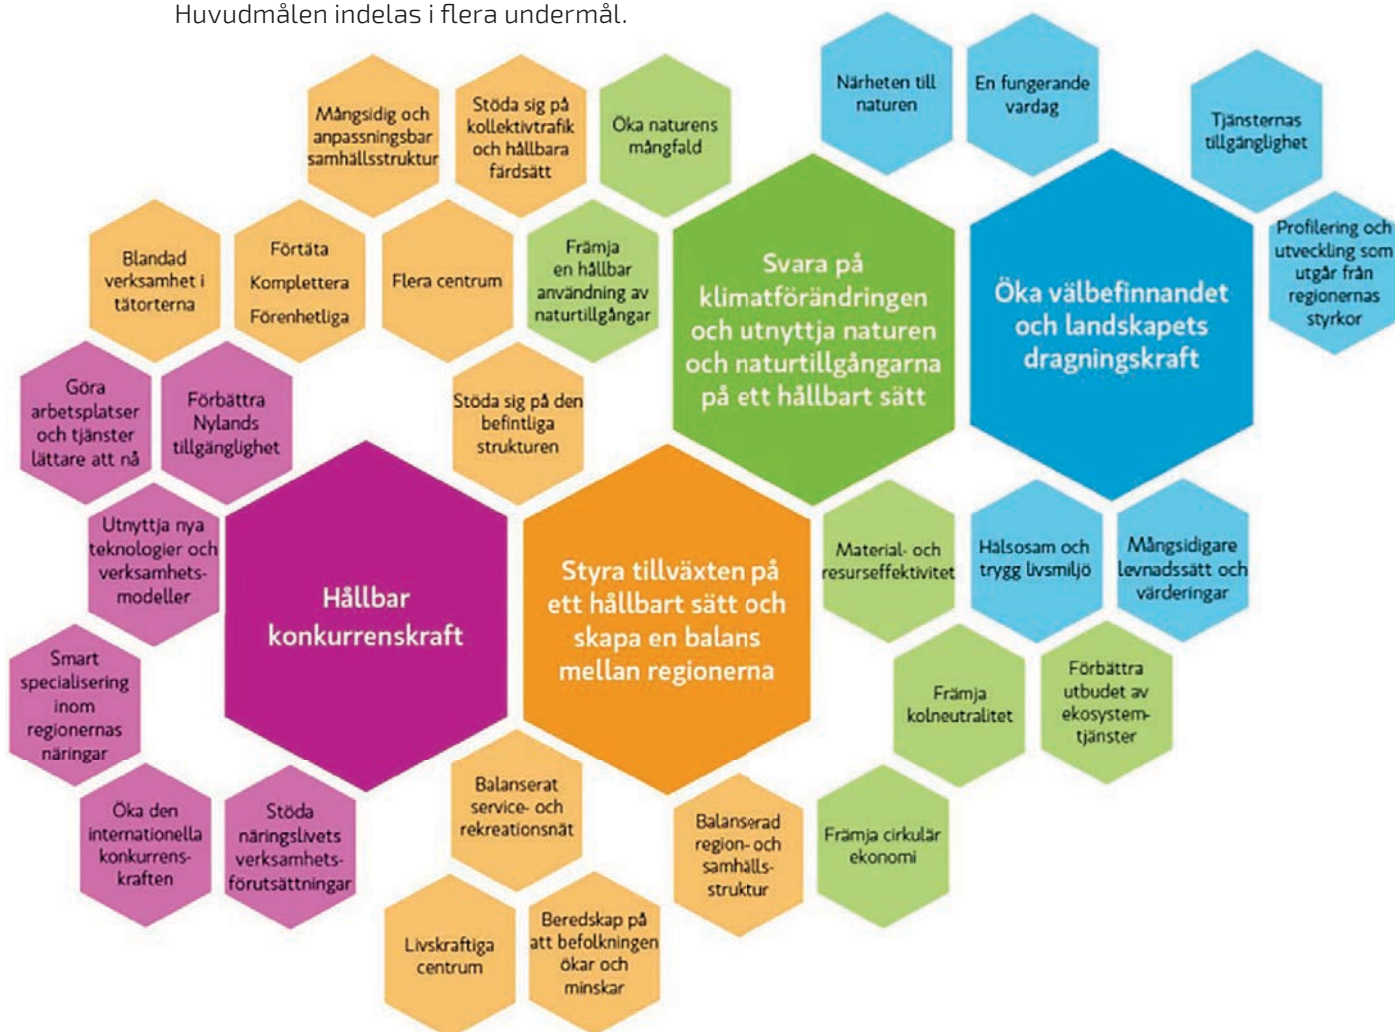 Huvudmålen indelas i flera undermål.
Mångsidig och
anpassningsbar
samhällsstruktur
Stöda sig på
kollektivtrafik
och hållbara
färdsätt
Öka naturens
mångfald
Närheten till
naturen
En fungerande
vardag
Tjänsternas
tillgänglighet
Blandad
verksamhet i
tätorterna
Förtäta
Komplettera
Förenhetliga
Flera centrum
Främja
en hållbar
användning av
naturtillgångar
Svara på
klimatförändringen
och utnyttja naturen
och naturtillgångarna
på ett hållbart sätt
Öka välbefinnandet
och landskapets
dragningskraft
Profilering och
utveckling som
utgår från
regionernas
styrkor
Göra
arbetsplatser
och tjänster
lättare att nå
Förbättra
Nylands
tillgänglighet
Stöda sig på den
befintliga
strukturen
Utnyttja nya
teknologier och
verksamhets-
modeller
Hållbar
konkurrenskraft
Styra tillväxten på
ett hållbart sätt och
skapa en balans
mellan regionerna
Material- och
resurseffektivitet
Hälsosam och
trygg livsmiljö
Mångsidigare
levnadssätt och
värderingar
Smart
specialisering
inom
regionernas
näringar
Främja
kolneutralitet
Förbättra
utbudet av
ekosystem-
tjänster
Öka den
internationella
konkurrens-
kraften
Stöda
näringslivets
verksamhets-
förutsättningar
Balanserat
service- och
rekreationsnät
Balanserad
region- och
samhälls-
struktur
Främja cirkulär
ekonomi
Livskraftiga
centrum
Beredskap på
att befolkningen
ökar och
minskar